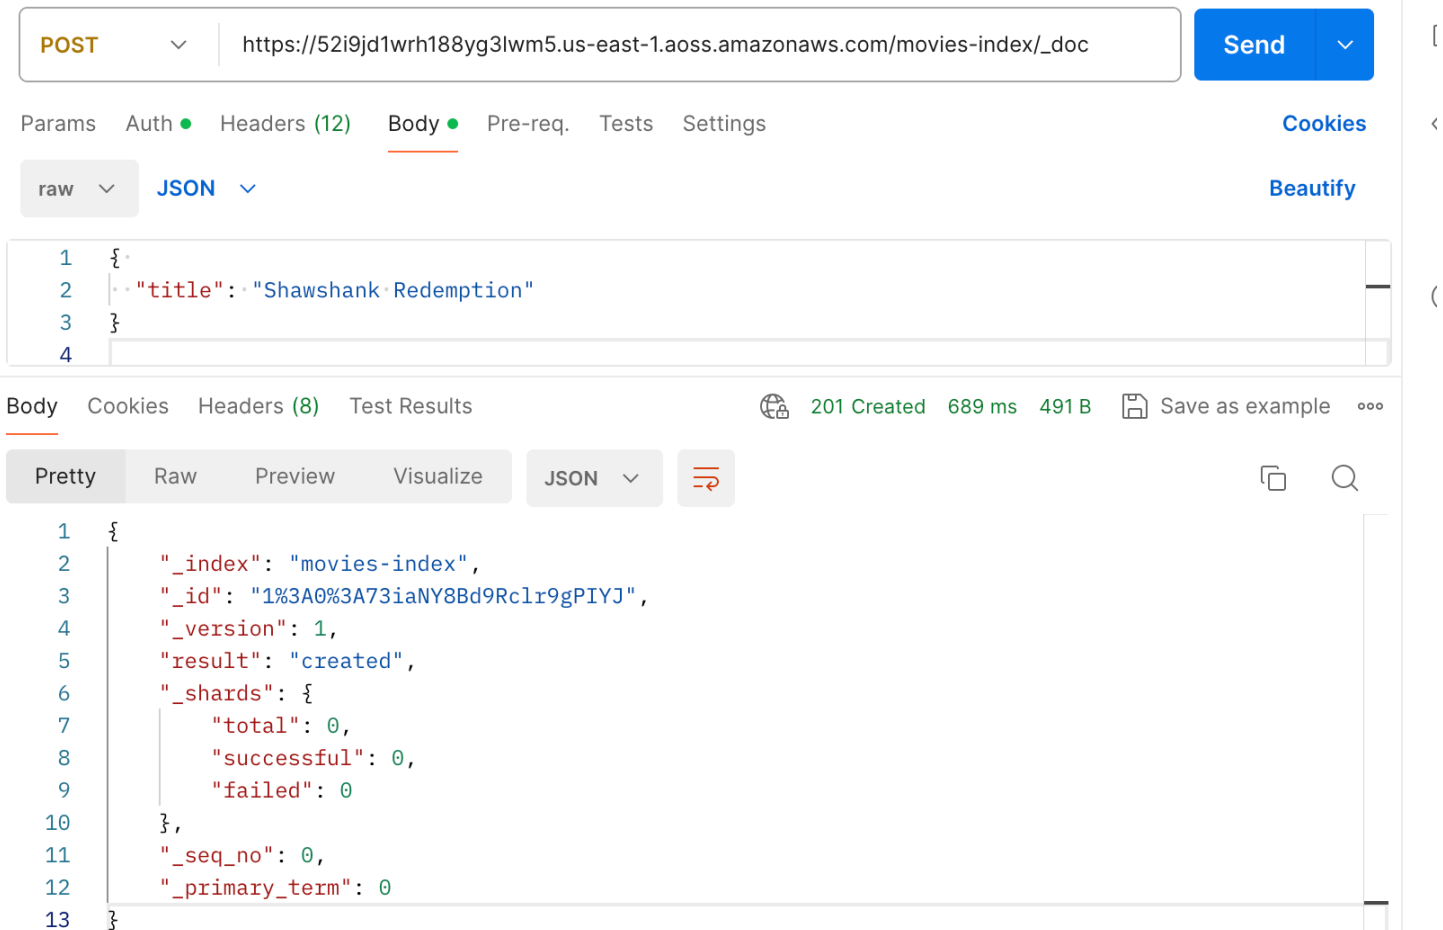 POST https://52i9jd1wrh188yg3lwm5.us-east-1.aoss.amazonaws.com/movies-index/_doc Send
Params Auth Headers (12) Body Pre-req. Tests Settings Cookies
raw JSON Beautify
1 {
2 "title": "Shawshank Redemption"
3 }
4
Body Cookies Headers (8) Test Results 201 Created 689 ms 491 B Save as example
Pretty Raw Preview Visualize JSON
1 {
2 "_index": "movies-index",
3 "_id": "1%3A0%3A73iaNY8Bd9Rclr9gPIYJ",
4 "_version": 1,
5 "result": "created",
6 "_shards": {
7 "total": 0,
8 "successful": 0,
9 "failed": 0
10 },
11 "_seq_no": 0,
12 "_primary_term": 0
13 }